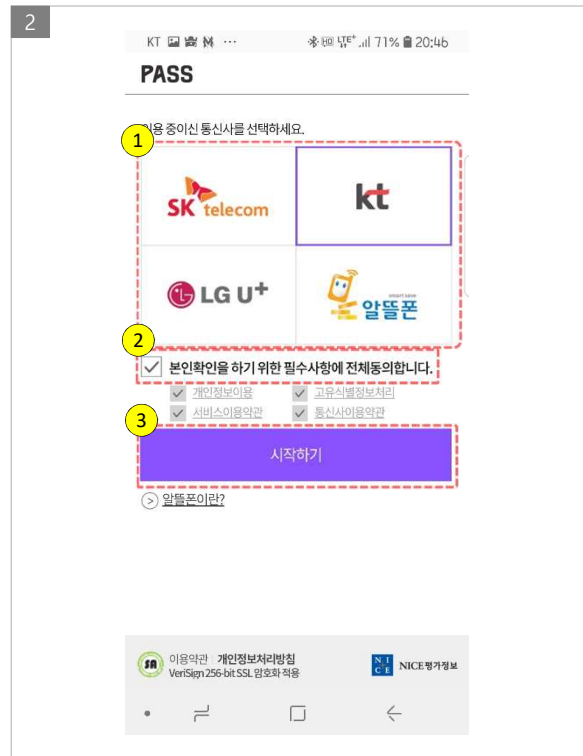 2
KT ··· LTE+ 71% 20:46
PASS
이용 중이신 통신사를 선택하세요.
1
SK telecom
kt
LG U+
smart save
알뜰폰
2
본인확인을 하기 위한 필수사항에 전체동의합니다.
개인정보이용 고유식별정보처리
서비스이용약관 통신사이용약관
3
시작하기
알뜰폰이란?
이용약관 | 개인정보처리방침
VeriSign 256-bit SSL 암호화 적용
NICE NICE평가정보